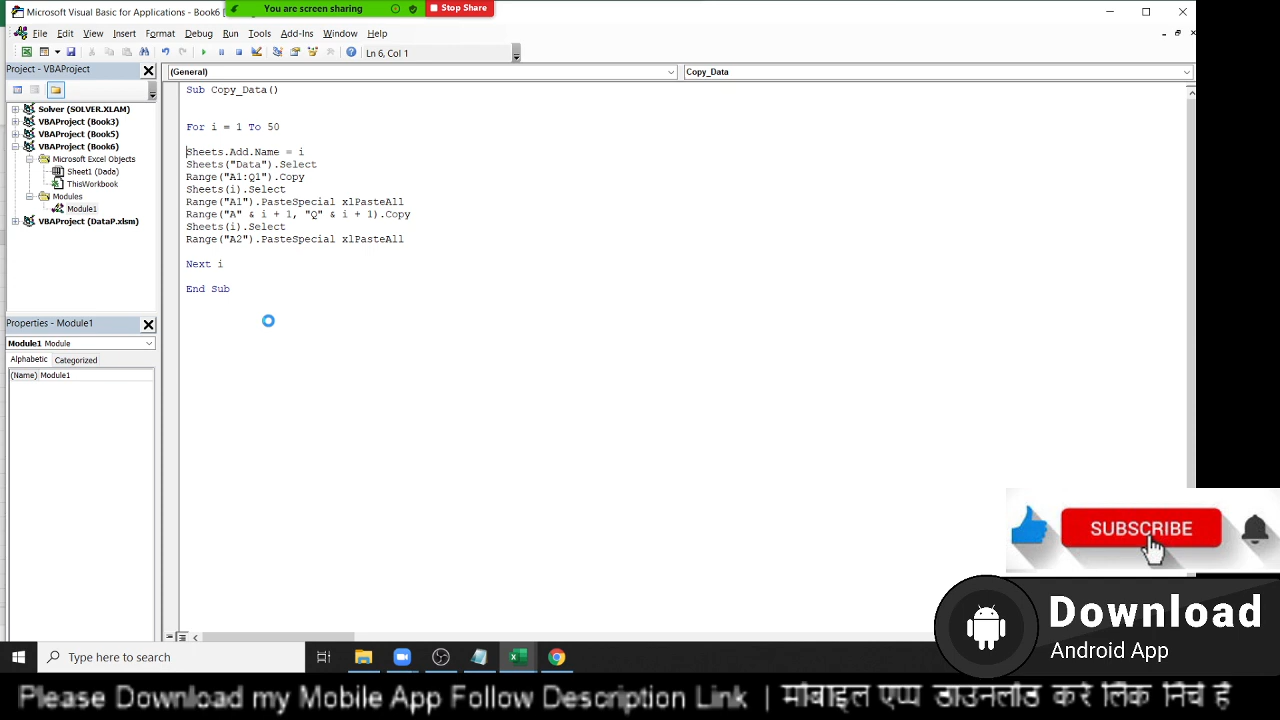 Microsoft Visual Basic for Applications - Book6 [
You are screen sharing
Stop Share
File Edit View Insert Format Debug Run Tools Add-Ins Window Help
Ln 6, Col 1
Project - VBAProject
(General)
Copy_Data
Solver (SOLVER.XLAM)
VBAProject (Book3)
VBAProject (Book5)
VBAProject (Book6)
Microsoft Excel Objects
Sheet1 (Dada)
ThisWorkbook
Modules
Module1
VBAProject (DataP.xlsm)
Sub Copy_Data()
For i = 1 To 50
Sheets.Add.Name = i
Sheets("Data").Select
Range("A1:Q1").Copy
Sheets(i).Select
Range("A1").PasteSpecial xlPasteAll
Range("A" & i + 1, "Q" & i + 1).Copy
Sheets(i).Select
Range("A2").PasteSpecial xlPasteAll
Next i
End Sub
Properties - Module1
Module1 Module
Alphabetic Categorized
(Name) Module1
SUBSCRIBE
Download
Android App
Type here to search
Please Download my Mobile App Follow Description Link | मोबाइल एप्प डाउनलोड करे लिंक निचे है